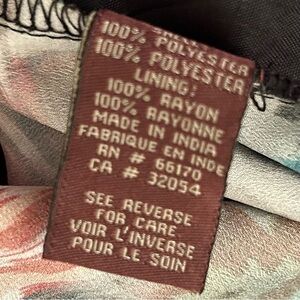 100% POLYESTER
100% POLYESTER
LINING:
100% RAYON
100% RAYONNE
MADE IN INDIA
FABRIQUE EN INDE
RN # 66170
CA # 32054
SEE REVERSE
FOR CARE
VOIR L'INVERSE
POUR LE SOIN